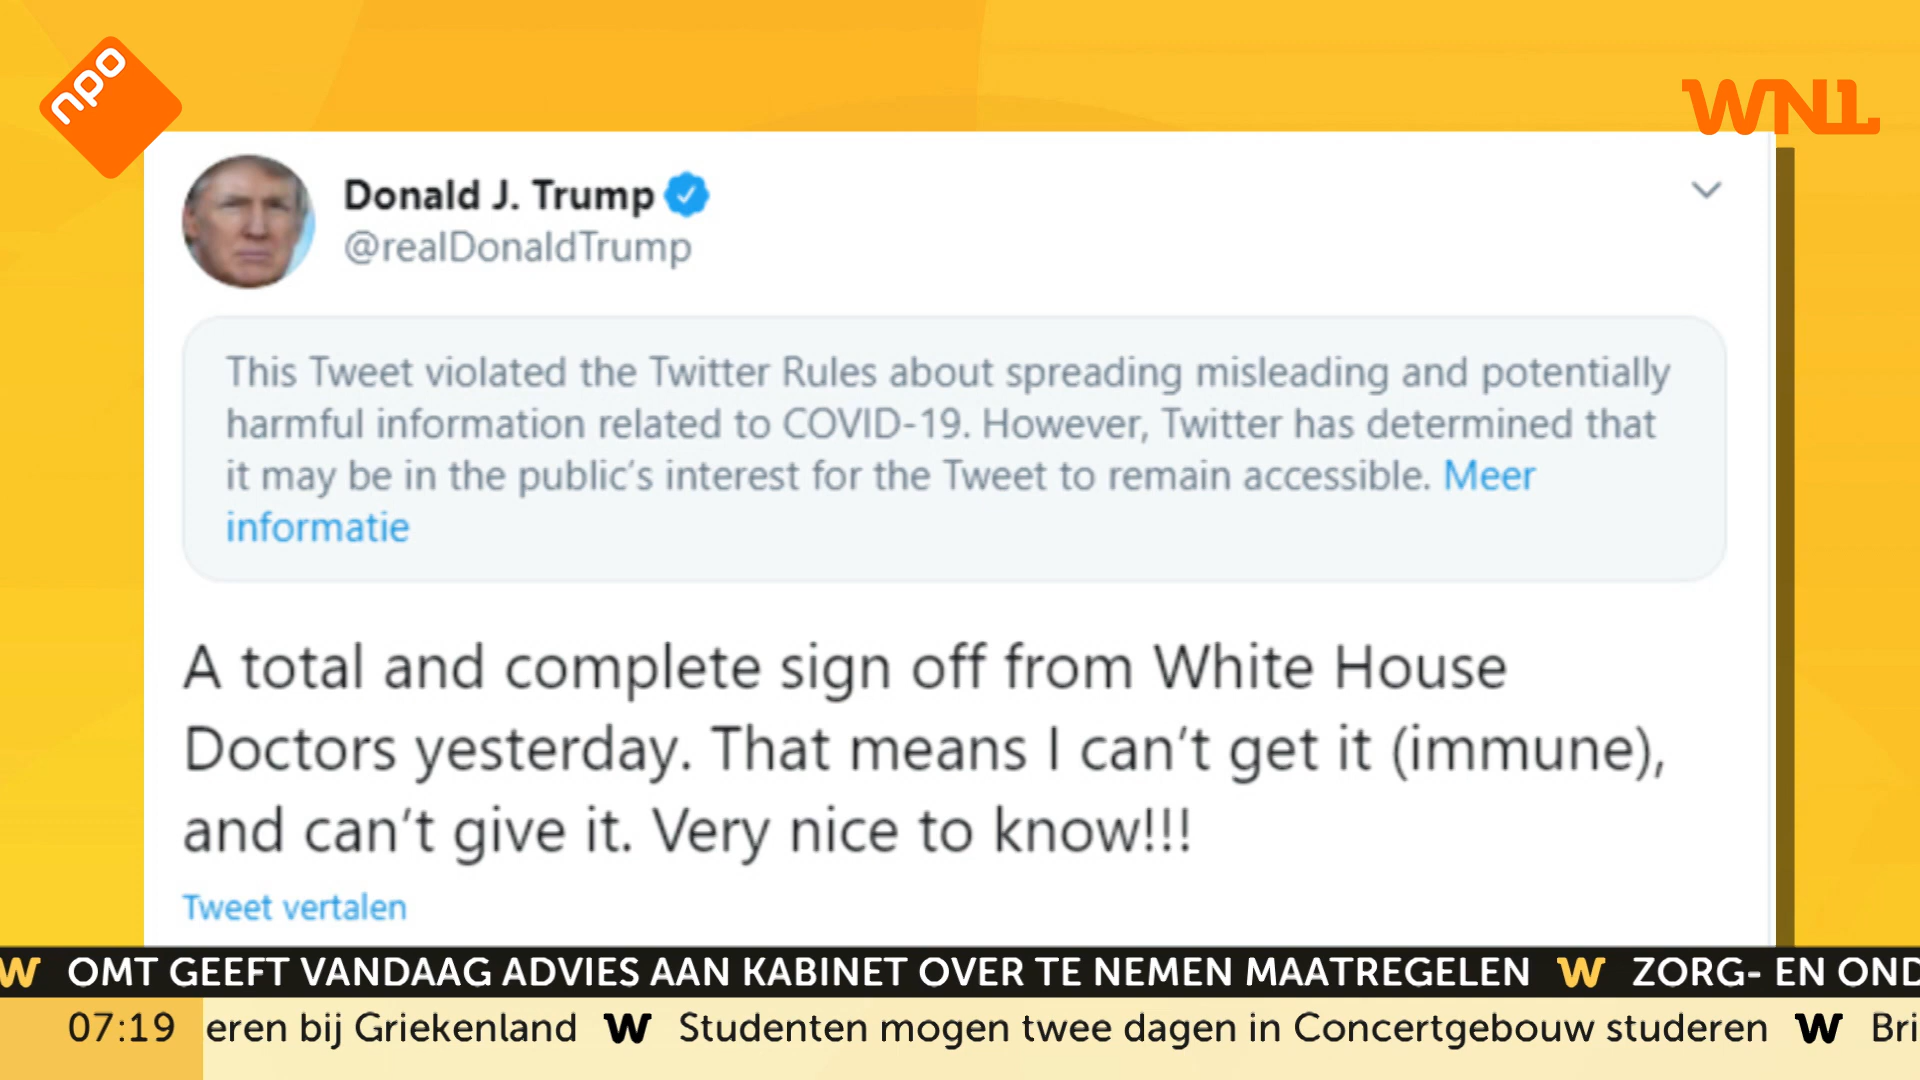 npo
WNL
Donald J. Trump
@realDonaldTrump
This Tweet violated the Twitter Rules about spreading misleading and potentially
harmful information related to COVID-19. However, Twitter has determined that
it may be in the public's interest for the Tweet to remain accessible. Meer
informatie
A total and complete sign off from White House
Doctors yesterday. That means I can't get it (immune),
and can't give it. Very nice to know!!!
Tweet vertalen
W OMT GEEFT VANDAAG ADVIES AAN KABINET OVER TE NEMEN MAATREGELEN W ZORG- EN OND
07:19 eren bij Griekenland W Studenten mogen twee dagen in Concertgebouw studeren W Bri